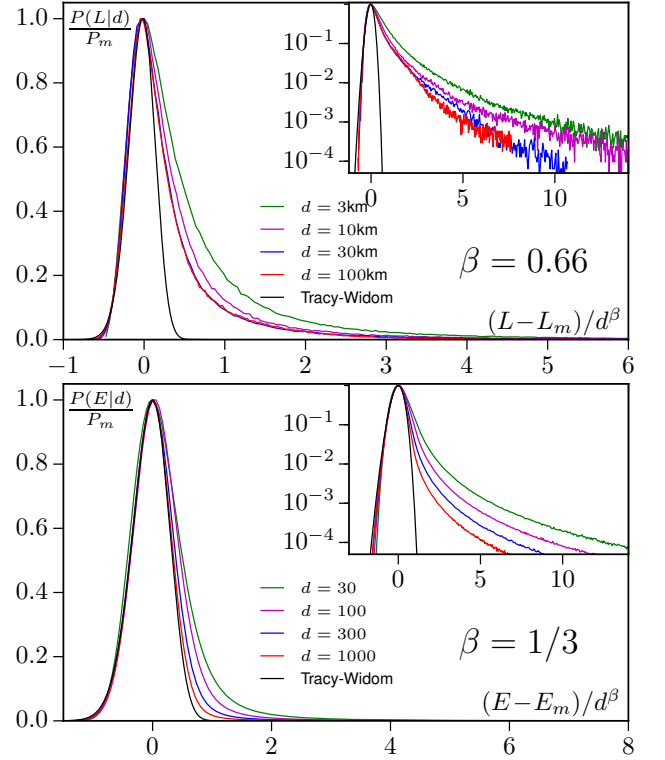 P(L|d)
P_m
1.0
0.8
0.6
0.4
0.2
0.0
−1 0 1 2 3 4 5 6
10⁻¹
10⁻²
10⁻³
10⁻⁴
0 5 10
d = 3km
d = 10km
d = 30km
d = 100km
Tracy-Widom
β = 0.66
(L−L_m)/d^β
P(E|d)
P_m
1.0
0.8
0.6
0.4
0.2
0.0
0 2 4 6 8
10⁻¹
10⁻²
10⁻³
10⁻⁴
0 5 10
d = 30
d = 100
d = 300
d = 1000
Tracy-Widom
β = 1/3
(E−E_m)/d^β